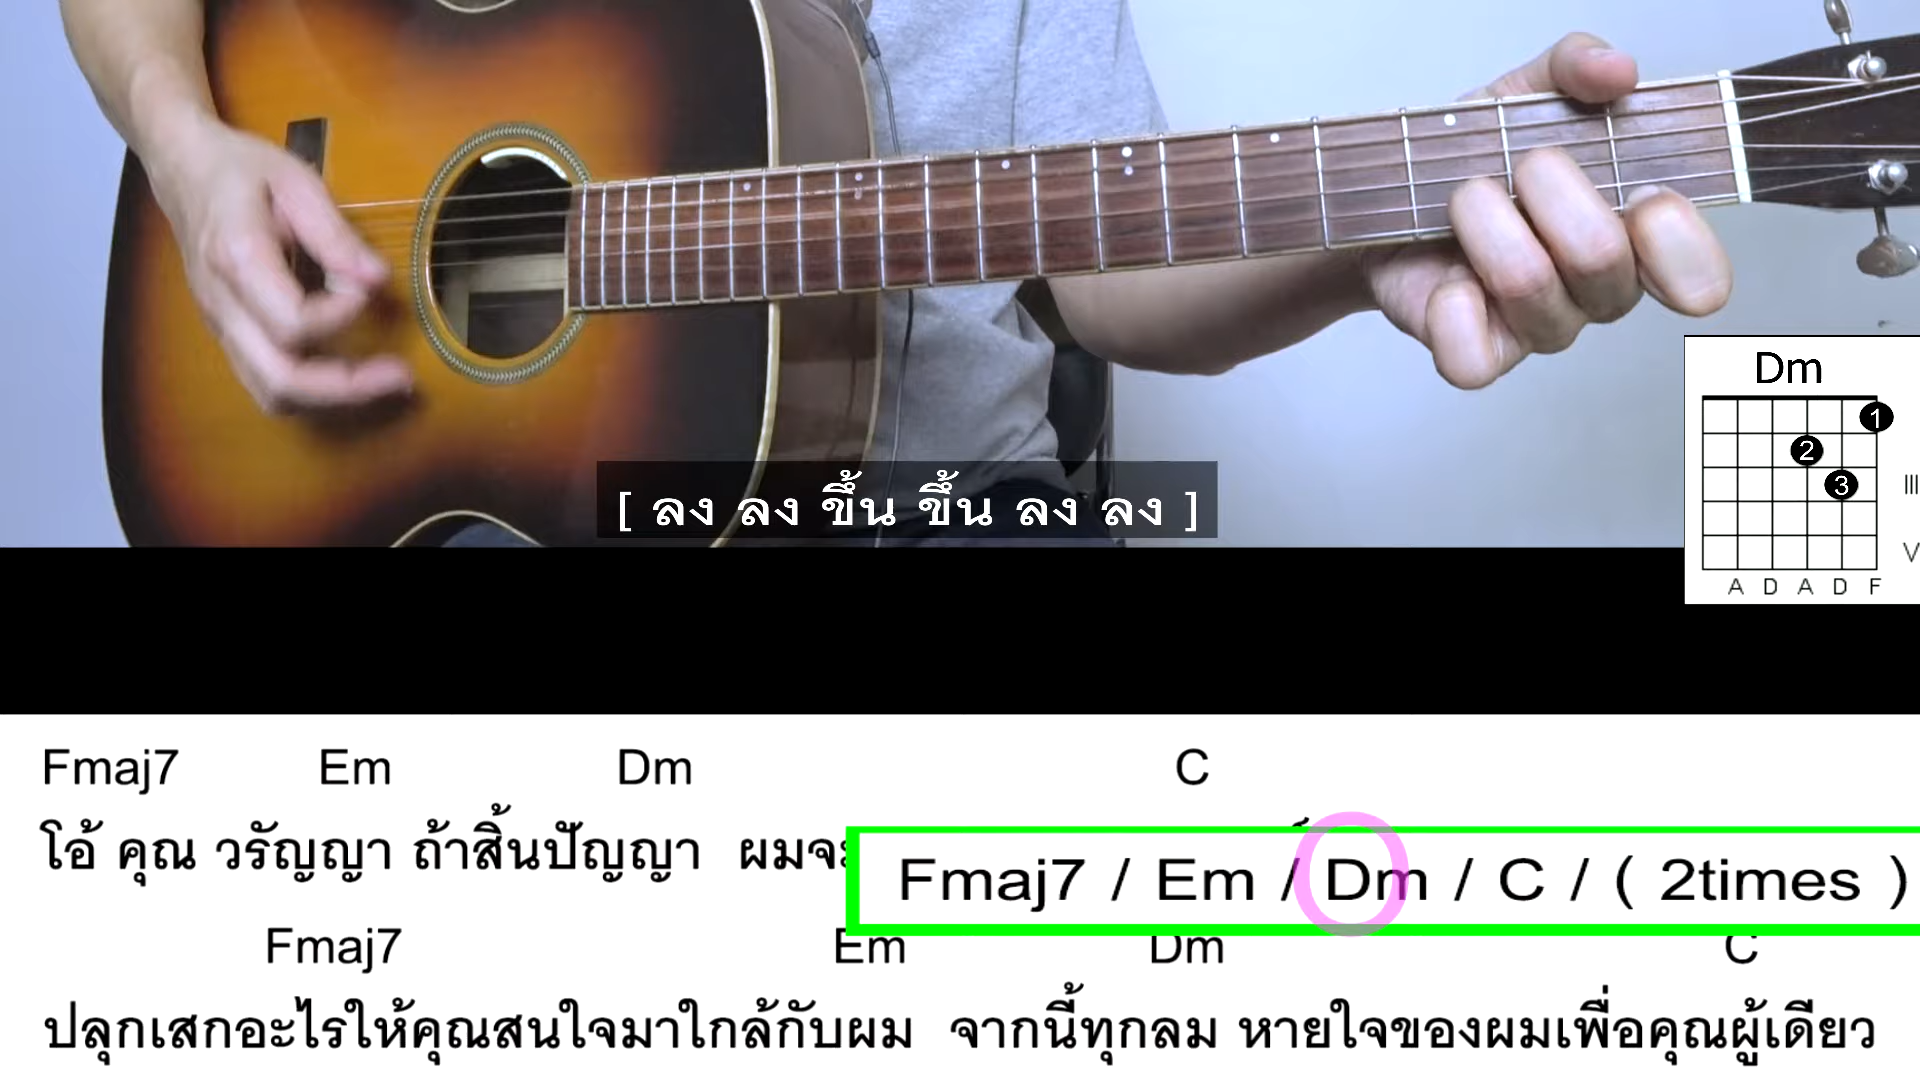 [ ลง ลง ขึ้น ขึ้น ลง ลง ]
Dm
1
2
3
III
V
A D A D F
Fmaj7 Em Dm C
โอ้ คุณ วรัญญา ถ้าสิ้นปัญญา ผมจะ
Fmaj7 / Em / Dm / C / ( 2times )
Fmaj7 Em Dm C
ปลุกเสกอะไรให้คุณสนใจมาใกล้กับผม จากนี้ทุกลม หายใจของผมเพื่อคุณผู้เดียว